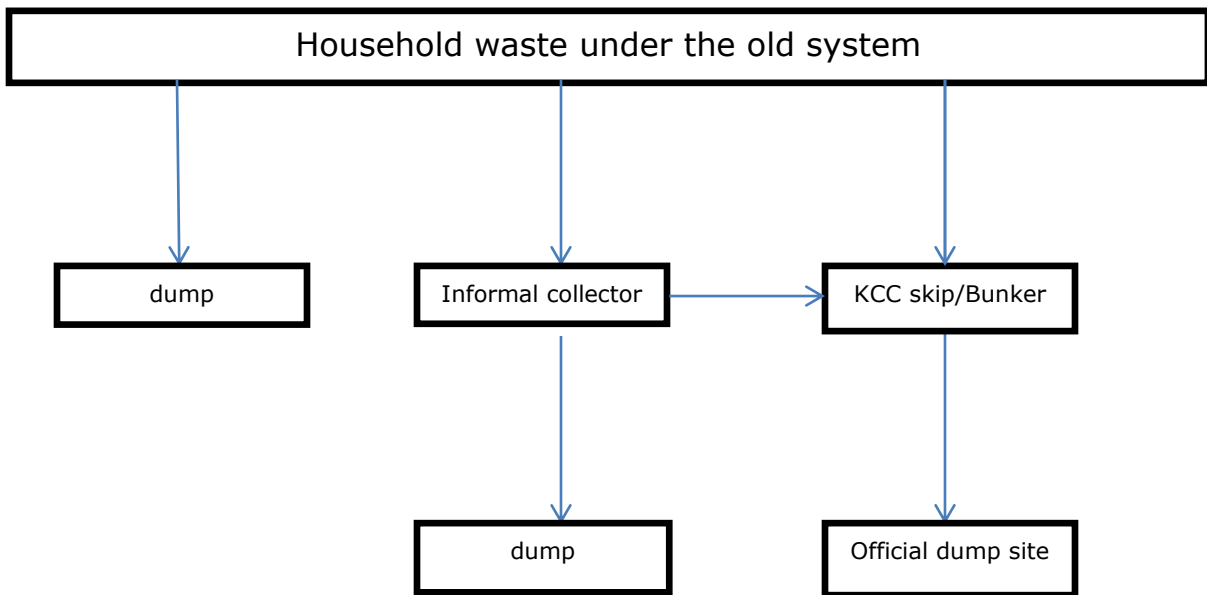 Household waste under the old system
dump
Informal collector
KCC skip/Bunker
dump
Official dump site